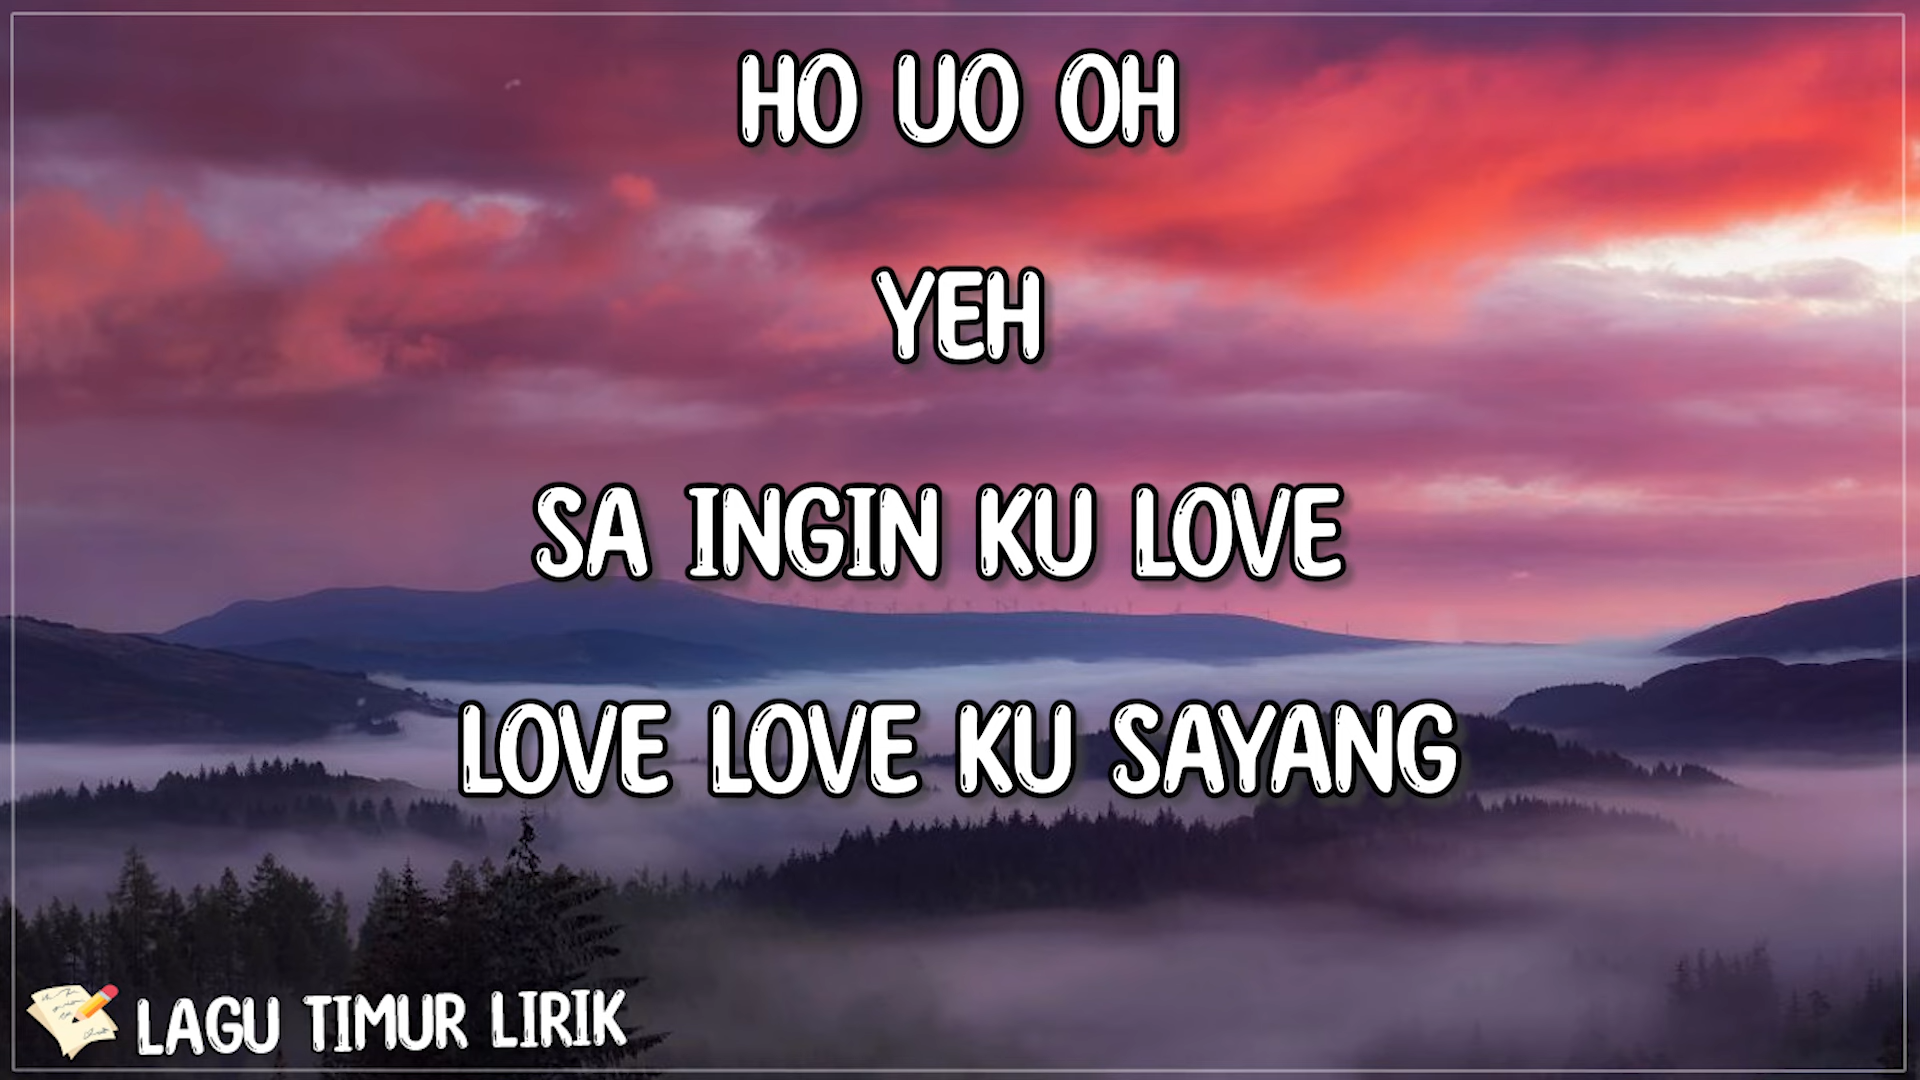 HO UO OH
YEH
SA INGIN KU LOVE
LOVE LOVE KU SAYANG
LAGU TIMUR LIRIK